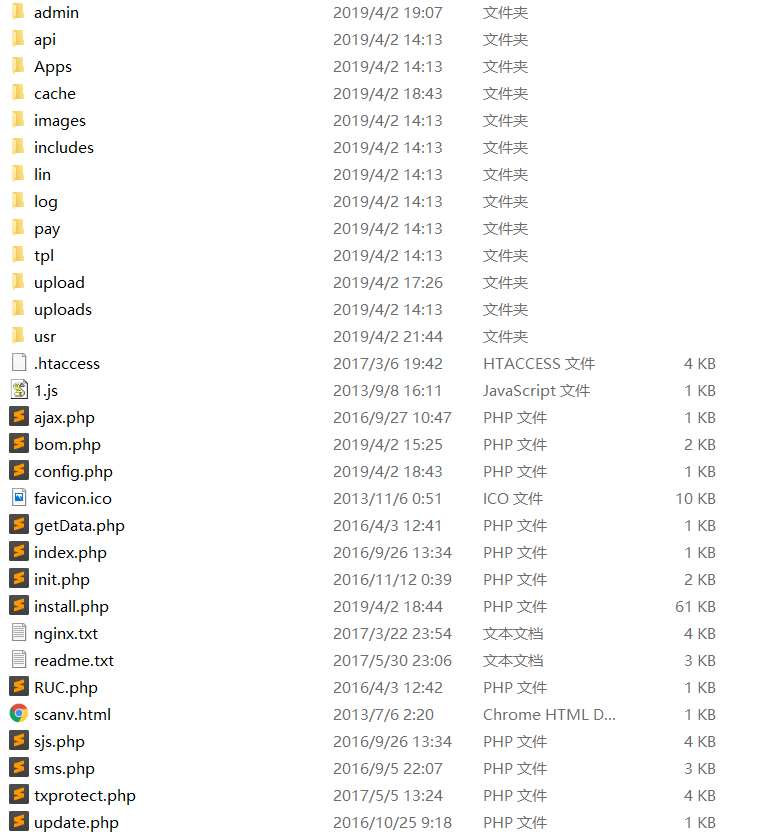 admin 2019/4/2 19:07 文件夹
api 2019/4/2 14:13 文件夹
Apps 2019/4/2 14:13 文件夹
cache 2019/4/2 18:43 文件夹
images 2019/4/2 14:13 文件夹
includes 2019/4/2 14:13 文件夹
lin 2019/4/2 14:13 文件夹
log 2019/4/2 14:13 文件夹
pay 2019/4/2 14:13 文件夹
tpl 2019/4/2 14:13 文件夹
upload 2019/4/2 17:26 文件夹
uploads 2019/4/2 14:13 文件夹
usr 2019/4/2 21:44 文件夹
.htaccess 2017/3/6 19:42 HTACCESS 文件 4 KB
1.js 2013/9/8 16:11 JavaScript 文件 1 KB
ajax.php 2016/9/27 10:47 PHP 文件 1 KB
bom.php 2019/4/2 15:25 PHP 文件 2 KB
config.php 2019/4/2 18:43 PHP 文件 1 KB
favicon.ico 2013/11/6 0:51 ICO 文件 10 KB
getData.php 2016/4/3 12:41 PHP 文件 1 KB
index.php 2016/9/26 13:34 PHP 文件 1 KB
init.php 2016/11/12 0:39 PHP 文件 2 KB
install.php 2019/4/2 18:44 PHP 文件 61 KB
nginx.txt 2017/3/22 23:54 文本文档 4 KB
readme.txt 2017/5/30 23:06 文本文档 3 KB
RUC.php 2016/4/3 12:42 PHP 文件 1 KB
scanv.html 2013/7/6 2:20 Chrome HTML D... 1 KB
sjs.php 2016/9/26 13:34 PHP 文件 4 KB
sms.php 2016/9/5 22:07 PHP 文件 3 KB
txprotect.php 2017/5/5 13:24 PHP 文件 4 KB
update.php 2016/10/25 9:18 PHP 文件 1 KB